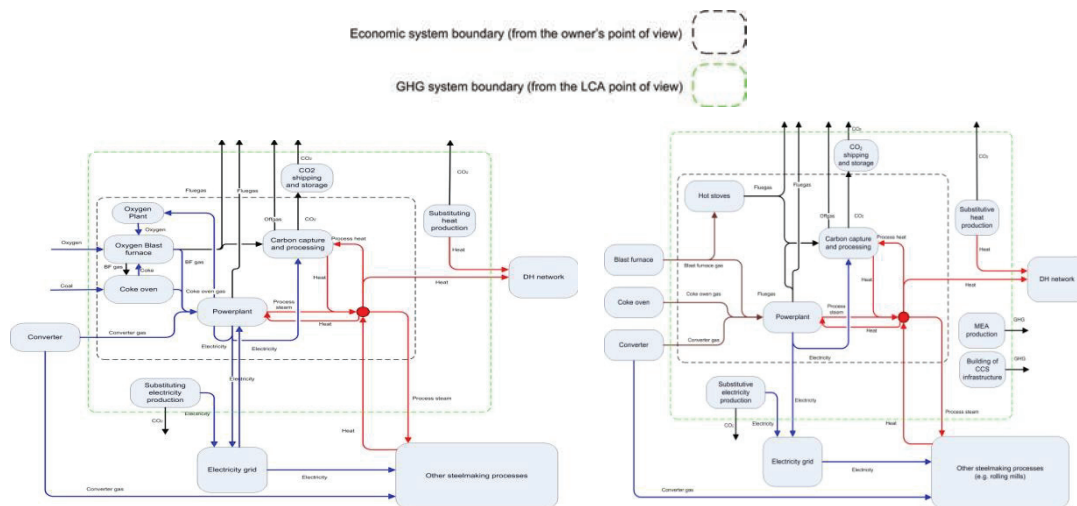 Economic system boundary (from the owner's point of view)
GHG system boundary (from the LCA point of view)
CO₂
CO2
shipping
and storage
CO₂
Fluegas
Fluegas
Substituting
heat
production
Oxygen
Plant
Oxygen
Offgas
CO₂
Process heat
Heat
Oxygen
Oxygen Blast
furnace
Carbon capture
and processing
DH network
BF gas
Coke
BF gas
Heat
Heat
Coal
Coke oven
Coke oven gas
Powerplant
Process
steam
Heat
Converter gas
Converter
Electricity
Electricity
Electricity
Substituting
electricity
production
Electricity
CO₂
Process steam
Heat
Electricity grid
Electricity
Other steelmaking processes
Converter gas
CO₂
CO₂
shipping
and storage
CO₂
Fluegas
Fluegas
Hot stoves
Substitutive
heat
production
Offgas
CO₂
Process heat
Heat
Carbon capture
and processing
Blast furnace
Blast furnace gas
Heat
Heat
DH network
Fluegas
Coke oven
Coke oven gas
Powerplant
Process
steam
Heat
MEA
production
GHG
Converter
Converter gas
Electricity
Building of
CCS
infrastructure
GHG
Substitutive
electricity
production
Electricity
Electricity
CO₂
Process steam
Heat
Electricity grid
Electricity
Other steelmaking processes
(e.g. rolling mills)
Converter gas